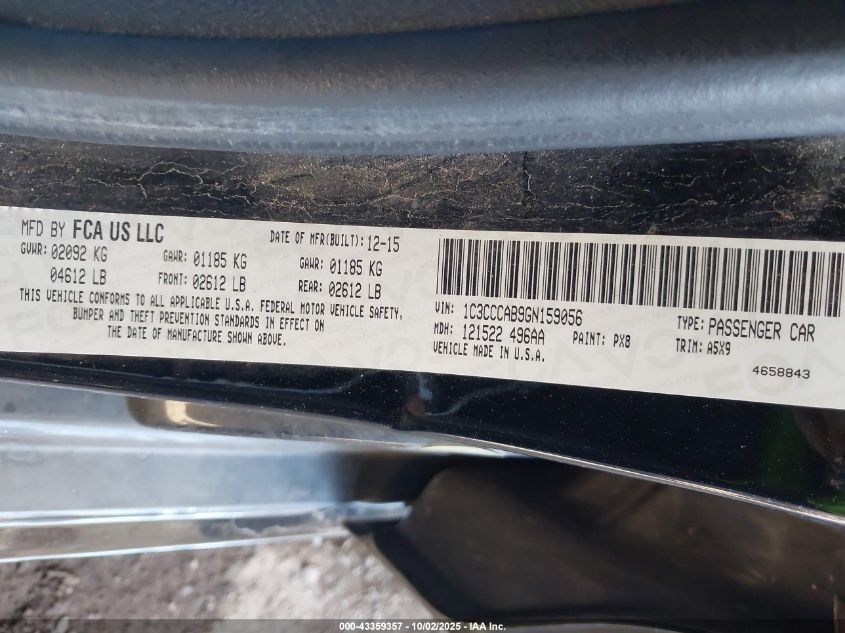 MFD BY FCA US LLC
DATE OF MFR(BUILT): 12-15
GVWR: 02092 KG GAWR: 01185 KG GAWR: 01185 KG
04612 LB FRONT: 02612 LB REAR: 02612 LB
THIS VEHICLE CONFORMS TO ALL APPLICABLE U.S.A. FEDERAL MOTOR VEHICLE SAFETY,
BUMPER AND THEFT PREVENTION STANDARDS IN EFFECT ON
THE DATE OF MANUFACTURE SHOWN ABOVE.
VIN: 1C3CCCAB9GN159056 TYPE: PASSENGER CAR
MDH: 121522 496AA PAINT: PX8 TRIM: A5X9
VEHICLE MADE IN U.S.A.
4658843
000-43359357 - 10/02/2025 - IAA Inc.